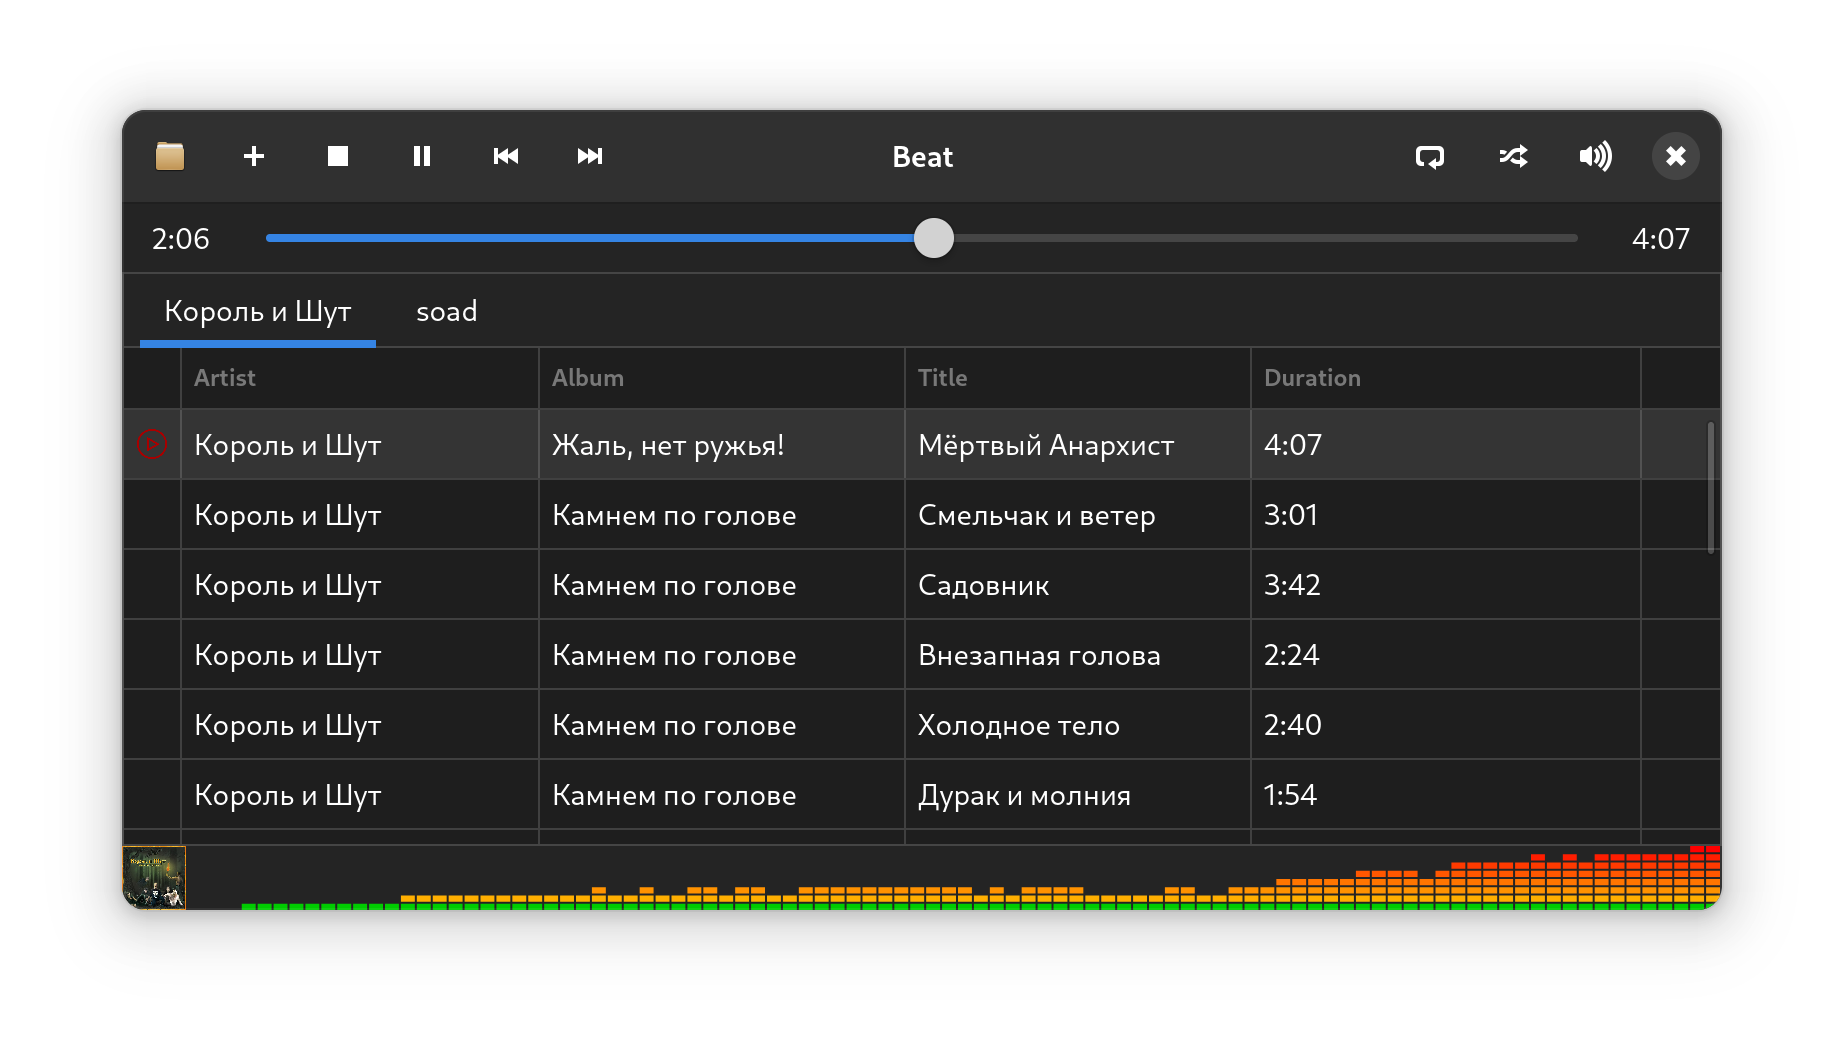 Beat
2:06 4:07
Король и Шут soad
Artist Album Title Duration
Король и Шут Жаль, нет ружья! Мёртвый Анархист 4:07
Король и Шут Камнем по голове Смельчак и ветер 3:01
Король и Шут Камнем по голове Садовник 3:42
Король и Шут Камнем по голове Внезапная голова 2:24
Король и Шут Камнем по голове Холодное тело 2:40
Король и Шут Камнем по голове Дурак и молния 1:54